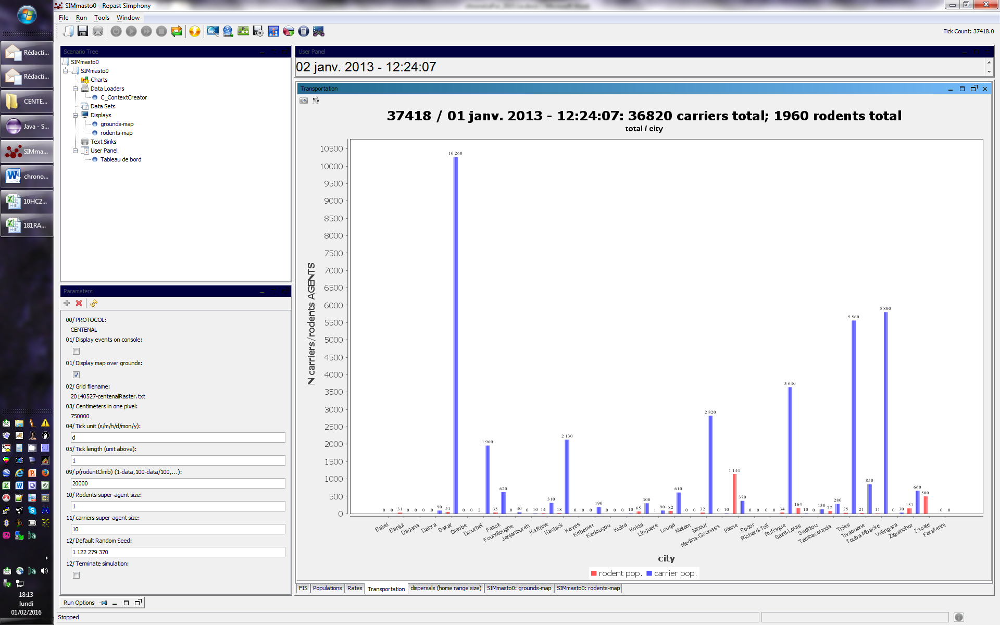 SIMmasto0 - Repast Simphony
File Run Tools Window
Tick Count: 37418.0
Rédacti...
Rédacti...
CENTE...
Java - S...
SIMma...
chrono...
10HC2...
181RA...
18:13
lundi
01/02/2016
Scenario Tree
SIMmasto0
SIMmasto0
Charts
Data Loaders
C_ContextCreator
Data Sets
Displays
grounds-map
rodents-map
Text Sinks
User Panel
Tableau de bord
Parameters
00/ PROTOCOL:
CENTENAL
01/ Display events on console:
01/ Display map over grounds:
02/ Grid filename:
20140527-centenalRaster.txt
03/ Centimeters in one pixel:
750000
04/ Tick unit (s/m/h/d/mon/y):
d
05/ Tick length (unit above):
1
09/ p(rodentClimb) (1-data,100-data/100,...):
20000
10/ Rodents super-agent size:
1
11/ carriers super-agent size:
10
12/ Default Random Seed:
1 122 279 370
12/ Terminate simulation:
Run Options
Stopped
User Panel
02 janv. 2013 - 12:24:07
Transportation
37418 / 01 janv. 2013 - 12:24:07: 36820 carriers total; 1960 rodents total
total / city
N carriers/rodents AGENTS
10500
10000
9500
9000
8500
8000
7500
7000
6500
6000
5500
5000
4500
4000
3500
3000
2500
2000
1500
1000
500
0
0 0 31 0 0 0 0 90 51 10 260 0 0 2 1 960 35 620 0 40 0 10 14 310 18 2 130 0 0 0 190 0 0 0 10 65 300 1 90 82 610 0 0 32 2 820 0 10 1 144 370 0 0 0 0 34 3 640 164 10 0 130 77 280 25 5 560 21 850 11 5 800 0 30 153 660 500 0 0
Bakel Banjul Dagana Dahra Dakar Diaobe Diourbel Fatick Foundiougne Janjanbureh Kaffrine Kaolack Kayes Kebemer Kedougou Kidira Kolda Linguere Louga Matam Mbour Medina-Gounass Pikine Podor Richard-Toll Rufisque Saint-Louis Sedhiou Tambacounda Thies Tivaouane Touba-Mbacke Velingara Ziguinchor Zscale Farafenni
city
rodent pop. carrier pop.
FIS Populations Rates Transportation dispersals (home range size) SIMmasto0: grounds-map SIMmasto0: rodents-map